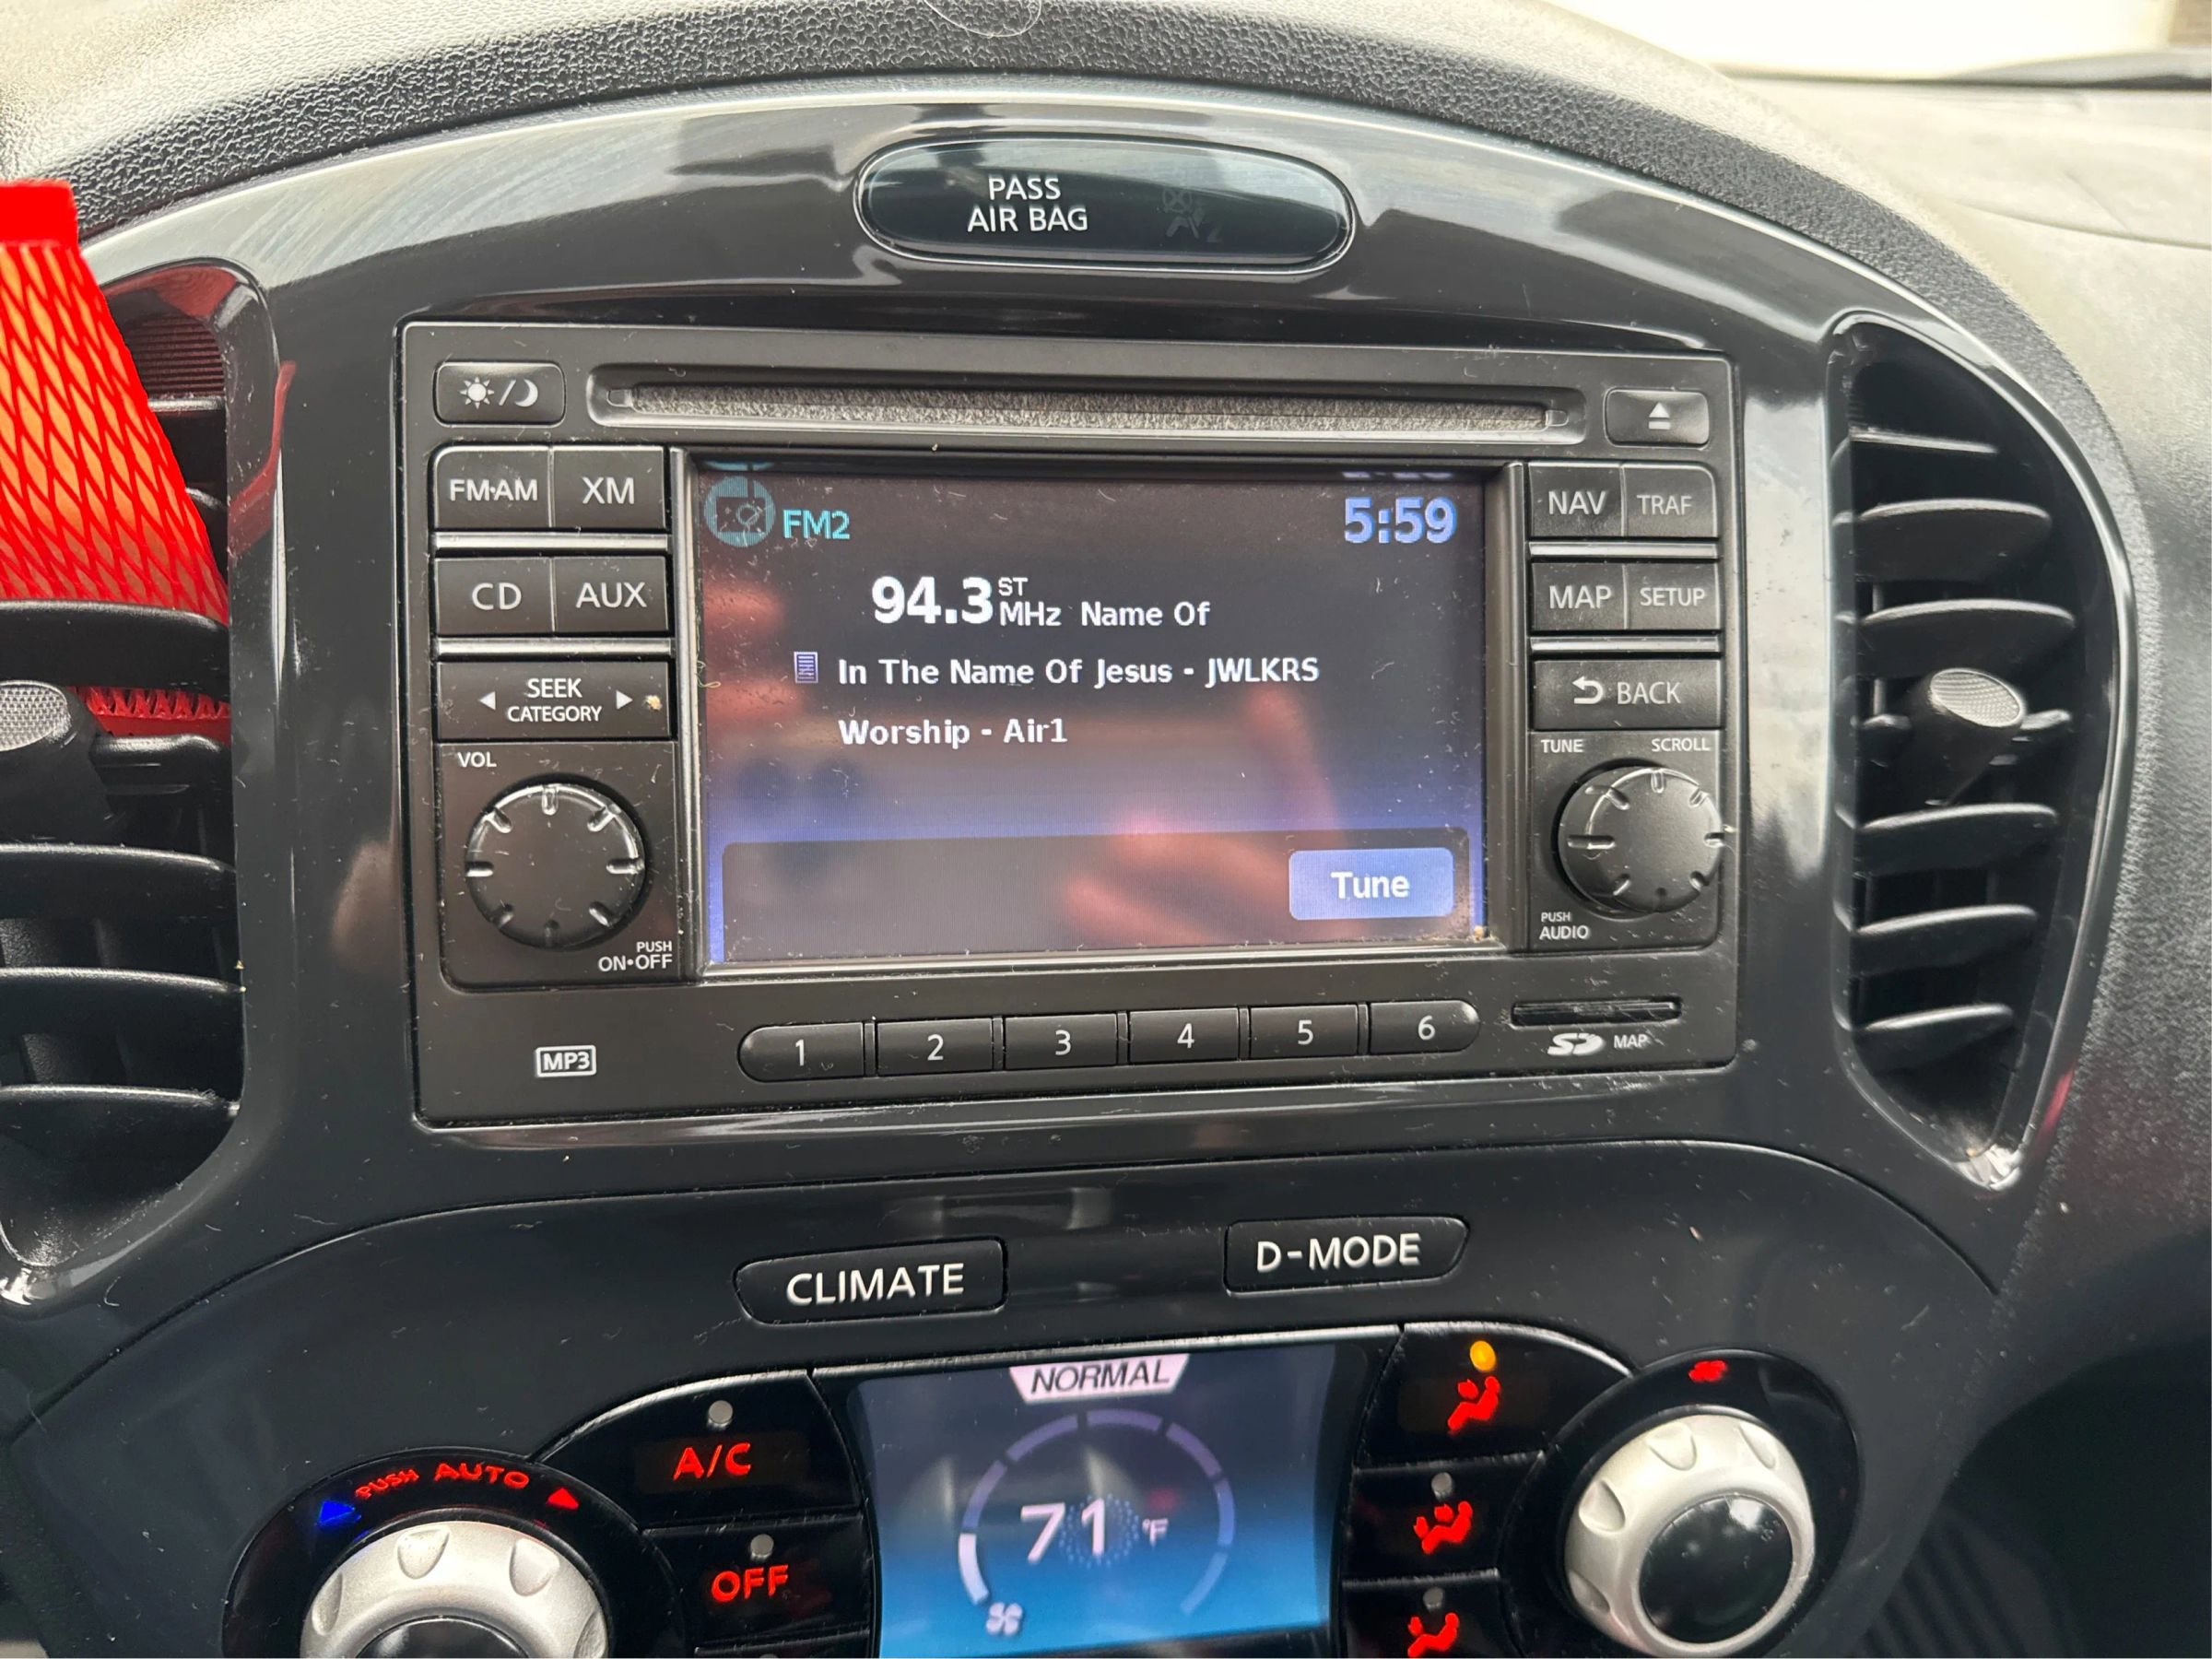 PASS
AIR BAG
FM•AM
XM
CD
AUX
SEEK
CATEGORY
VOL
PUSH
ON•OFF
FM2
5:59
94.3 ST MHz Name Of
In The Name Of Jesus - JWLKRS
Worship - Air1
Tune
NAV
TRAF
MAP
SETUP
BACK
TUNE
SCROLL
PUSH
AUDIO
MP3
1
2
3
4
5
6
SD MAP
CLIMATE
D-MODE
NORMAL
71°F
PUSH AUTO
A/C
OFF